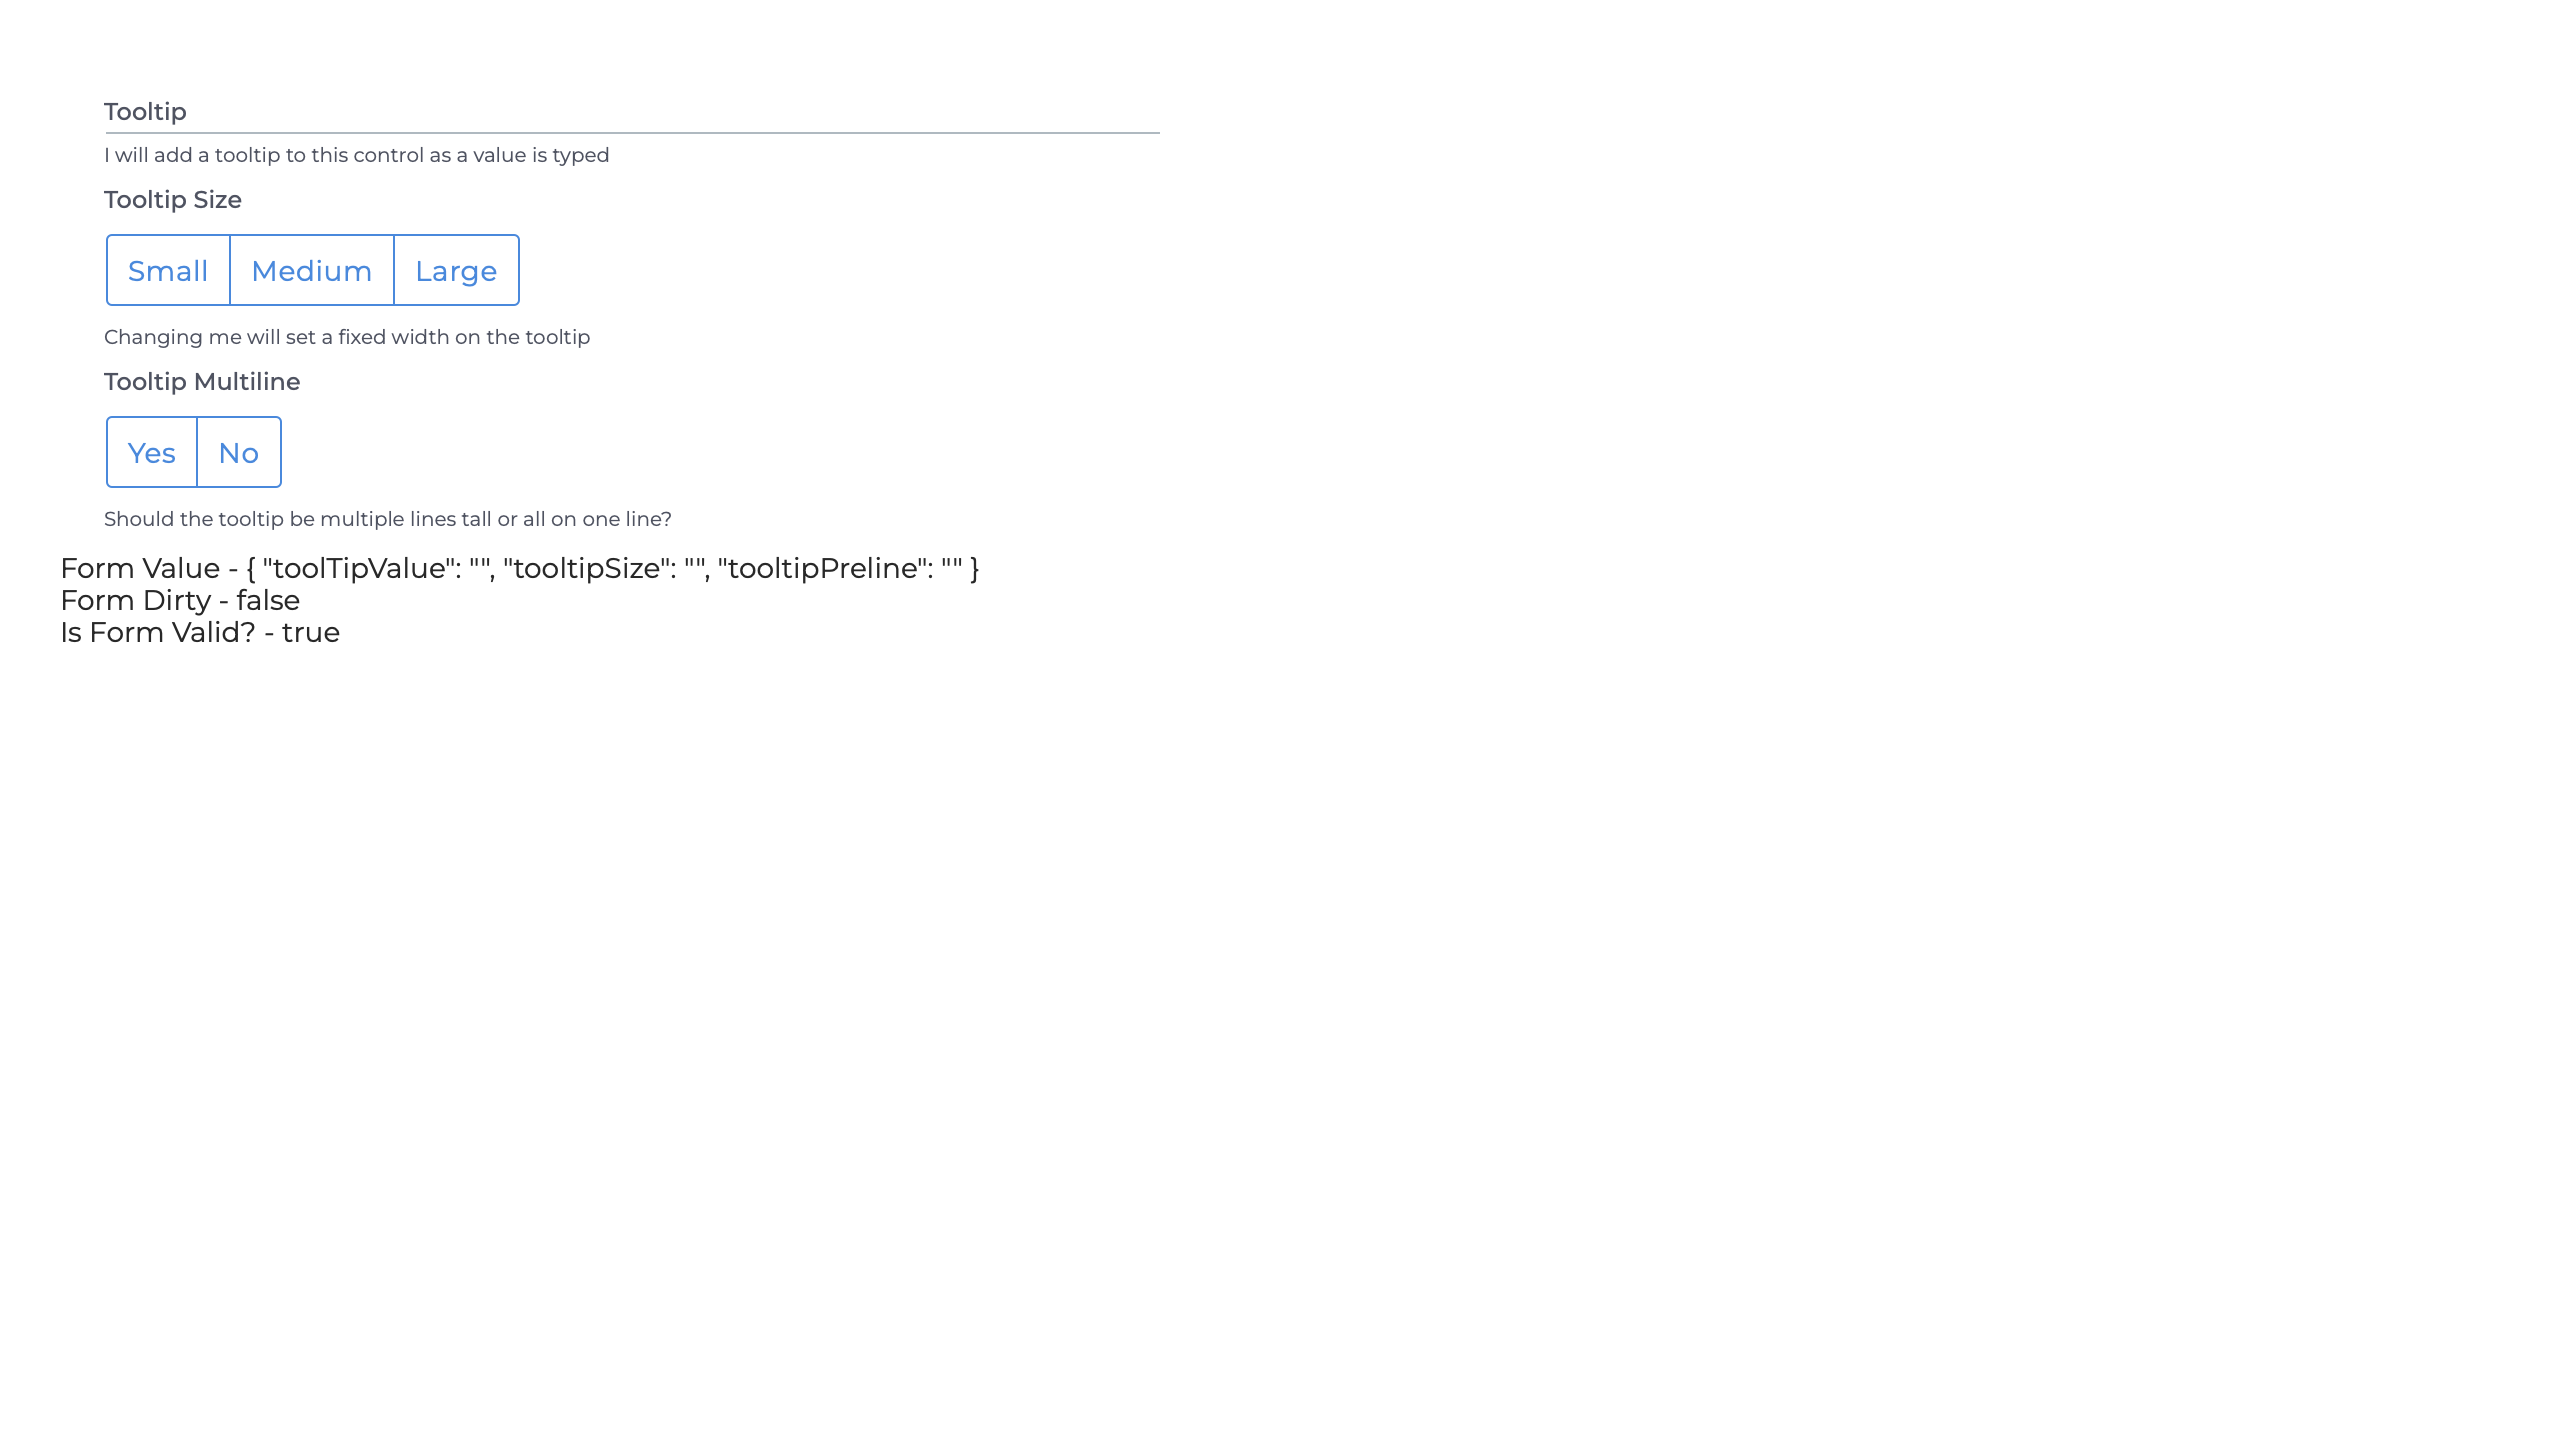 Tooltip
I will add a tooltip to this control as a value is typed
Tooltip Size
Small Medium Large
Changing me will set a fixed width on the tooltip
Tooltip Multiline
Yes No
Should the tooltip be multiple lines tall or all on one line?
Form Value - { "toolTipValue": "", "tooltipSize": "", "tooltipPreline": "" }
Form Dirty - false
Is Form Valid? - true